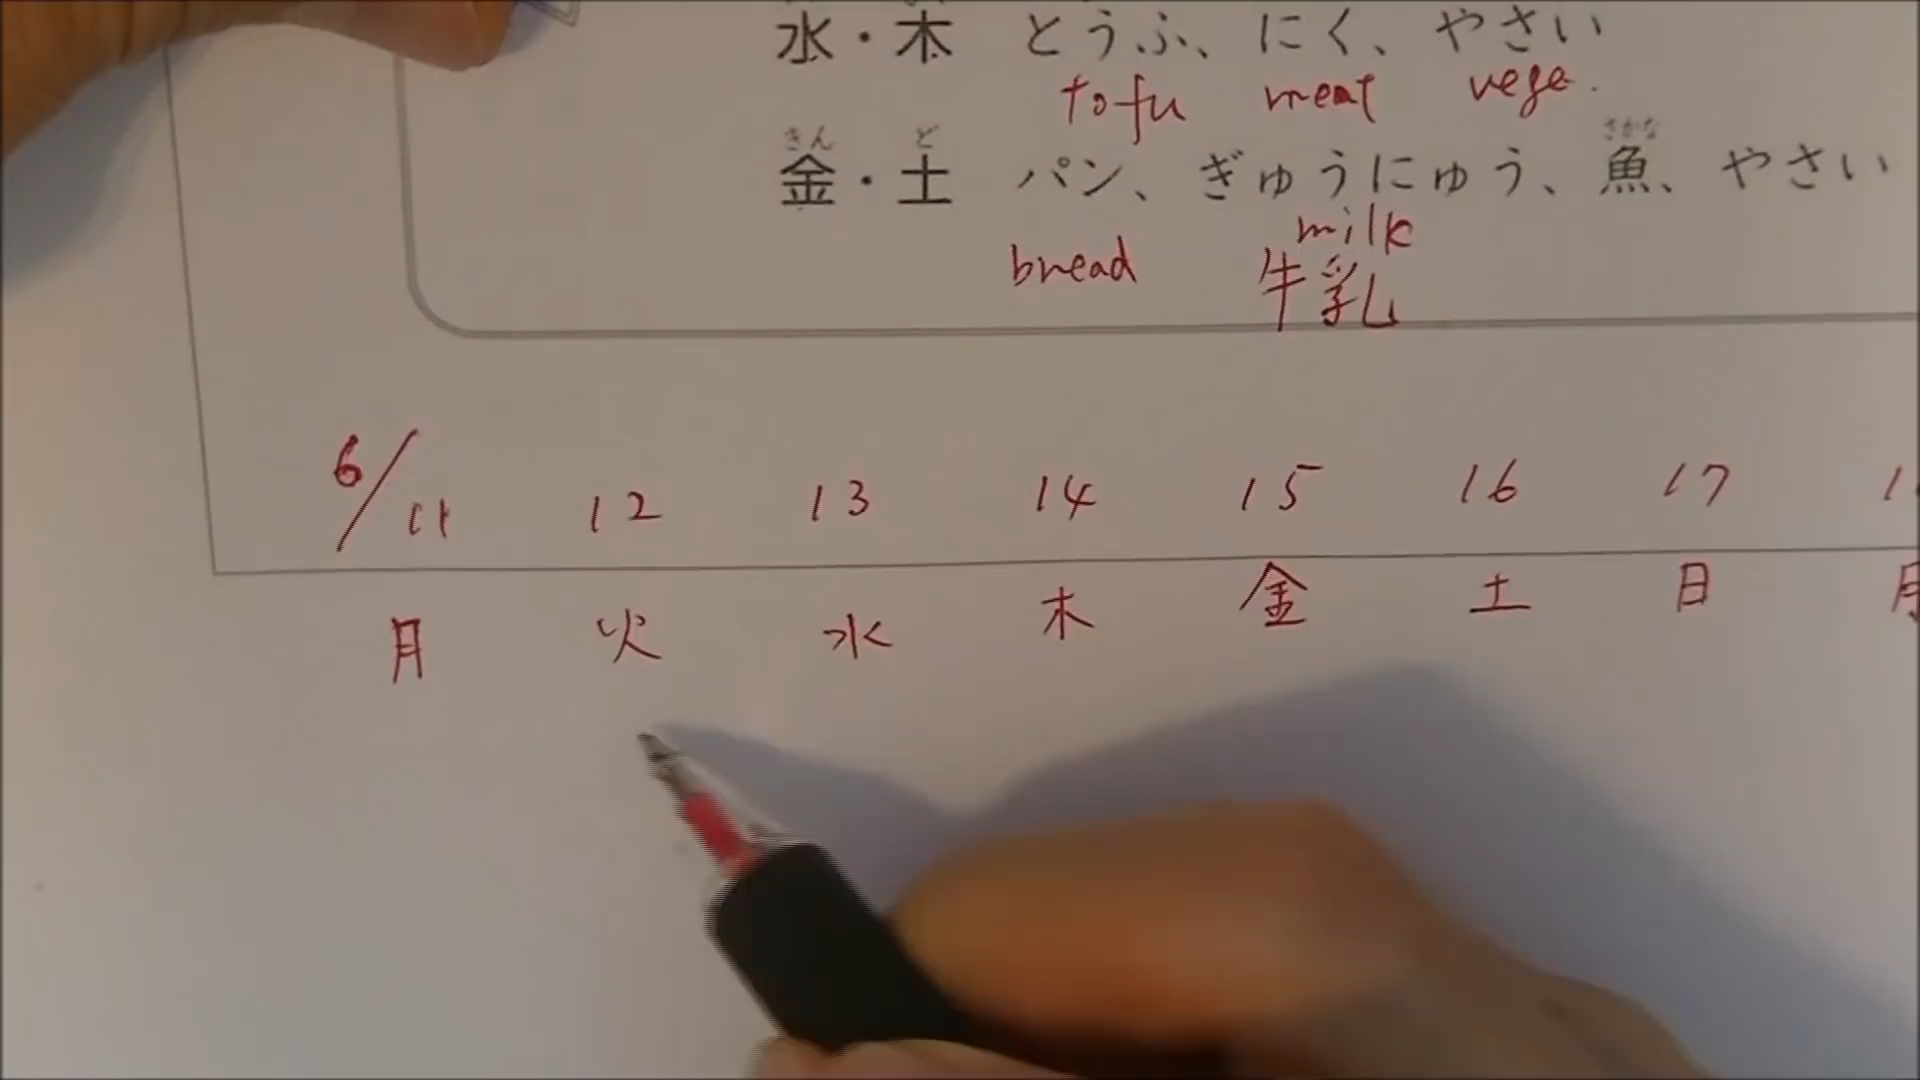 水・木 とうふ、にく、やさい
tofu meat vege.
きん ど さかな
金・土 パン、ぎゅうにゅう、魚、やさい
milk
bread 牛乳
6/11 12 13 14 15 16 17
月 火 水 木 金 土 日 月